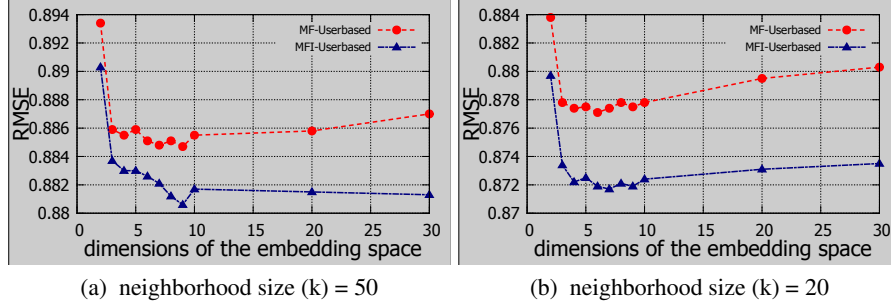 0.894
0.892
0.89
0.888
0.886
0.884
0.882
0.88
RMSE
MF-Userbased
MFI-Userbased
0 5 10 15 20 25 30
dimensions of the embedding space
(a) neighborhood size (k) = 50
0.884
0.882
0.88
0.878
0.876
0.874
0.872
0.87
RMSE
MF-Userbased
MFI-Userbased
0 5 10 15 20 25 30
dimensions of the embedding space
(b) neighborhood size (k) = 20